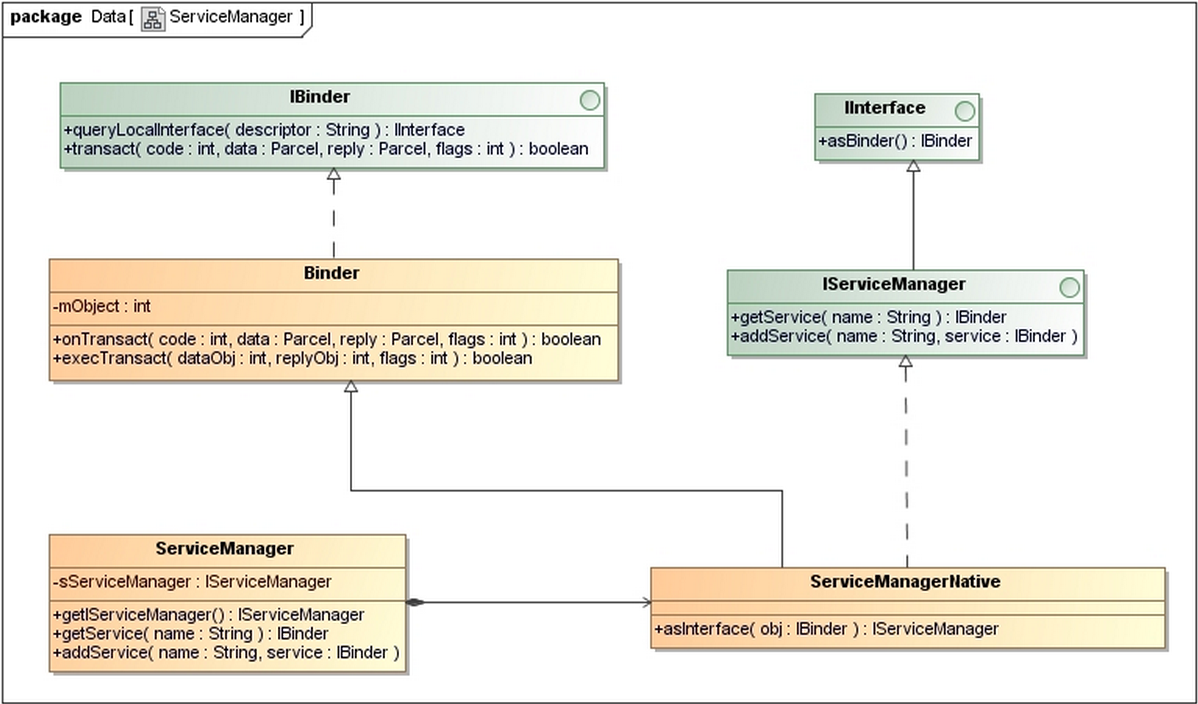 package Data[ ServiceManager ]
IBinder
+queryLocalInterface( descriptor : String ) : IInterface
+transact( code : int, data : Parcel, reply : Parcel, flags : int ) : boolean
IInterface
+asBinder() : IBinder
Binder
-mObject : int
+onTransact( code : int, data : Parcel, reply : Parcel, flags : int ) : boolean
+execTransact( dataObj : int, replyObj : int, flags : int ) : boolean
IServiceManager
+getService( name : String ) : IBinder
+addService( name : String, service : IBinder )
ServiceManager
-sServiceManager : IServiceManager
+getIServiceManager() : IServiceManager
+getService( name : String ) : IBinder
+addService( name : String, service : IBinder )
ServiceManagerNative
+asInterface( obj : IBinder ) : IServiceManager